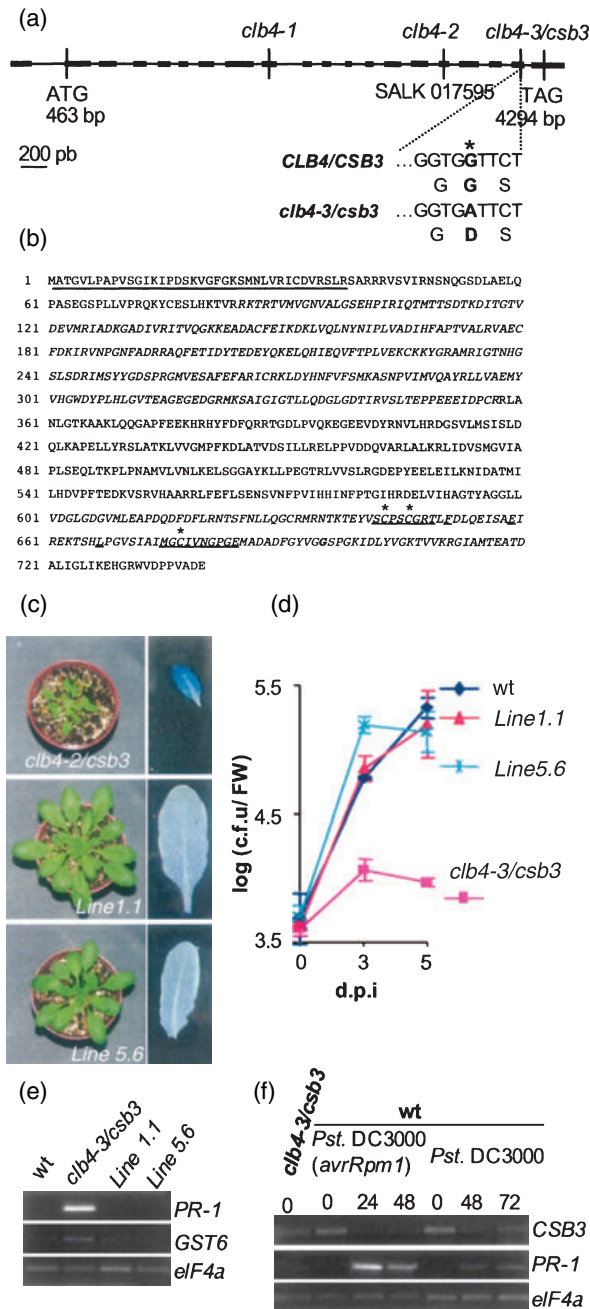 (a)
clb4-1
clb4-2
clb4-3/csb3
ATG
463 bp
SALK 017595
TAG
4294 bp
200 pb
*
CLB4/CSB3
...GGTGGTTCT
G G S
clb4-3/csb3
...GGTGATTCT
G D S
(b)
1 MATGVLPAPVSGIKIPDSKVGFGKSMNLVRICDVRSLRSARRRVSVIRNSNQGSDLAELQ
61 PASEGSPLLVPRQKYCESLHKTVRRKTRTVMVGNVALGSEHPIRIQTMTTSDTKDITGTV
121 DEVMRIADKGADIVRITVQGKKEADACFEIKDKLVQLNYNIPLVADIHFAPTVALRVAEC
181 FDKIRVNPGNFADRRAQFETIDYTEDEYQKELQHIEQVFTPLVEKCKKYGRAMRIGTNHG
241 SLSDRIMSYYGDSPRGMVESAFEFARICRKLDYHNFVFSMKASNPVIMVQAYRLLVAEMY
301 VHGWDYPLHLGVTEAGEGEDGRMKSAIGIGTLLQDGLGDTIRVSLTEPPEEEIDPCRRLA
361 NLGTKAAKLQQGAPFEEKHRHYFDFQRRTGDLPVQKEGEEVDYRNVLHRDGSVLMSISLD
421 QLKAPELLYRSLATKLVVGMPFKDLATVDSILLRELPPVDDQVARLALKRLIDVSMGVIA
481 PLSEQLTKPLPNAMVLVNLKELSGGAYKLLPEGTRLVVSLRGDEPYEELEILKNIDATMI
541 LHDVPFTEDKVSRVHAARRLFEFLSENSVNFPVIHHINFPTGIHRDELVIHAGTYAGGLL
* *
601 VDGLGDGVMLEAPDQDFDFLRNTSFNLLQGCRMRNTKTEYVSCPSCGRTLFDLQEISAEI
*
661 REKTSHLPGVSIAIMGCIVNGPGEMADADFGYVGGSPGKIDLYVGKTVVKRGIAMTEATD
721 ALIGLIKEHGRWVDPPVADE
(c)
clb4-2/csb3
Line1.1
Line 5.6
(d)
5.5
4.5
3.5
log (c.f.u/ FW)
0 3 5
d.p.i
wt
Line1.1
Line5.6
clb4-3/csb3
(e)
wt
clb4-3/csb3
Line 1.1
Line 5.6
PR-1
GST6
elF4a
(f)
clb4-3/csb3
wt
Pst. DC3000
(avrRpm1)
Pst. DC3000
0 0 24 48 0 48 72
CSB3
PR-1
elF4a